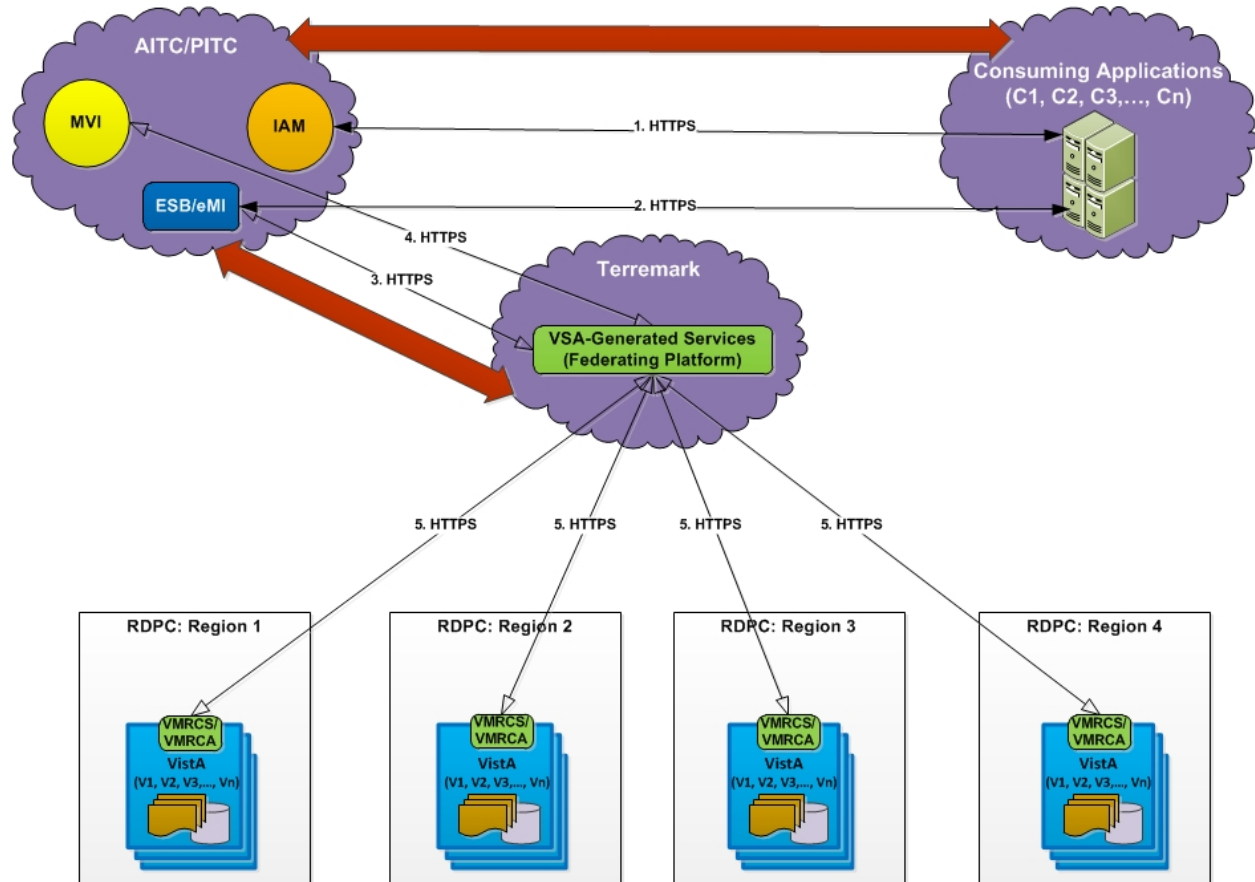 AITC/PITC
Consuming Applications
(C1, C2, C3,..., Cn)
MVI
IAM
1. HTTPS
ESB/eMI
2. HTTPS
4. HTTPS
3. HTTPS
Terremark
VSA-Generated Services
(Federating Platform)
5. HTTPS
5. HTTPS
5. HTTPS
5. HTTPS
RDPC: Region 1
RDPC: Region 2
RDPC: Region 3
RDPC: Region 4
VMRCS/
VMRCA
VistA
(V1, V2, V3,..., Vn)
VMRCS/
VMRCA
VistA
(V1, V2, V3,..., Vn)
VMRCS/
VMRCA
VistA
(V1, V2, V3,..., Vn)
VMRCS/
VMRCA
VistA
(V1, V2, V3,..., Vn)